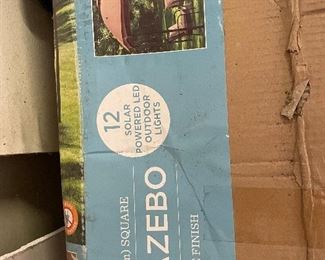 12
SOLAR
POWERED LED
OUTDOOR
LIGHTS
SQUARE
AZEBO
FINISH